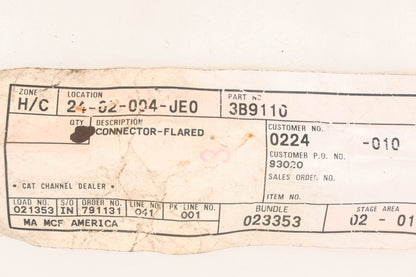 ZONE LOCATION PART NO
H/C 24-02-004-JE0 3B9110
QTY DESCRIPTION
CONNECTOR-FLARED
CUSTOMER NO.
0224 -010
CUSTOMER P.O. NO.
93020
SALES ORDER NO.
• CAT CHANNEL DEALER •
ITEM NO.
LOAD NO. S/O ORDER NO. LINE NO. PK LINE NO. BUNDLE STAGE AREA
021353 IN 791131 041 001 023353 02 - 01
MA MCF AMERICA